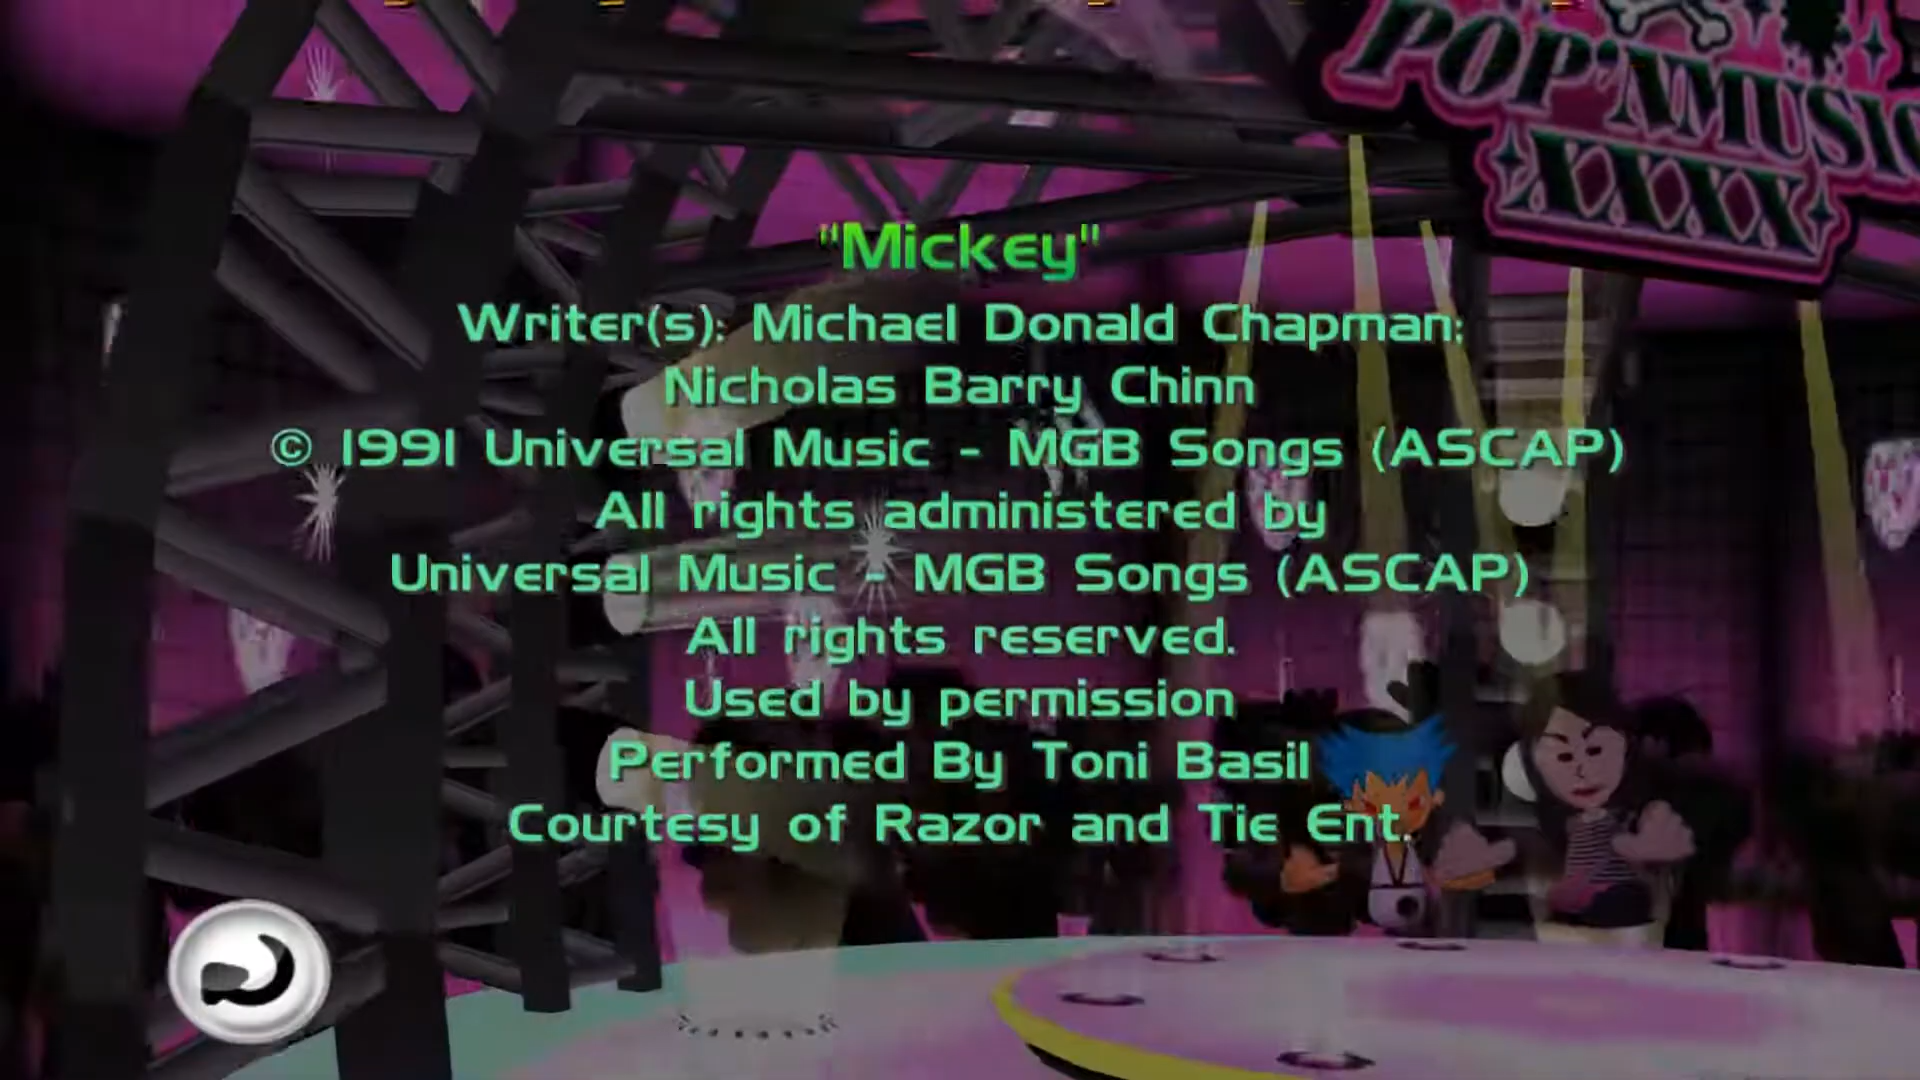 POP'NMUSIC
XXXX
"Mickey"
Writer(s): Michael Donald Chapman;
Nicholas Barry Chinn
© 1991 Universal Music - MGB Songs (ASCAP)
All rights administered by
Universal Music - MGB Songs (ASCAP)
All rights reserved.
Used by permission
Performed By Toni Basil
Courtesy of Razor and Tie Ent.